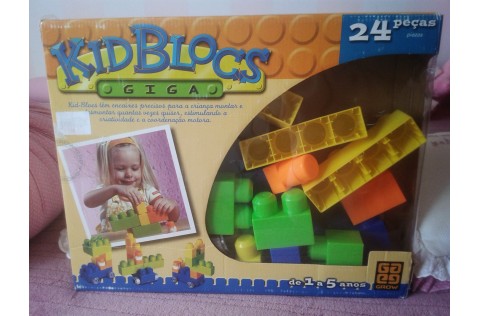 24 peças
KIDBLOCS
GIGA
Kid Blocs têm encaixes precisos para a criança montar e
desmontar quantas vezes quiser, estimulando a
criatividade e a coordenação motora.
de 1 a 5 anos
GROW